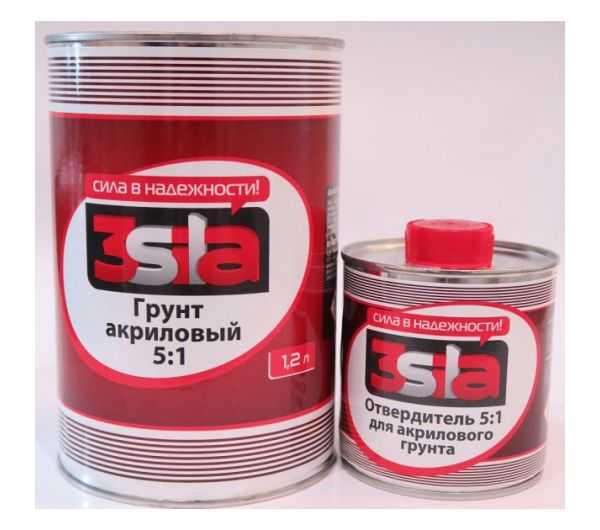 сила в надежности!
3sila
Грунт
акриловый
5:1
1,2 л
сила в надежности!
3sila
Отвердитель 5:1
для акрилового
грунта